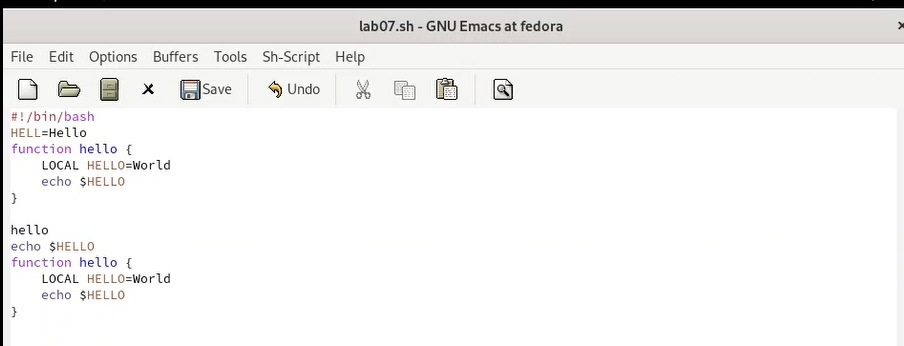 lab07.sh - GNU Emacs at fedora
File Edit Options Buffers Tools Sh-Script Help
Save Undo
#!/bin/bash
HELL=Hello
function hello {
    LOCAL HELLO=World
    echo $HELLO
}

hello
echo $HELLO
function hello {
    LOCAL HELLO=World
    echo $HELLO
}